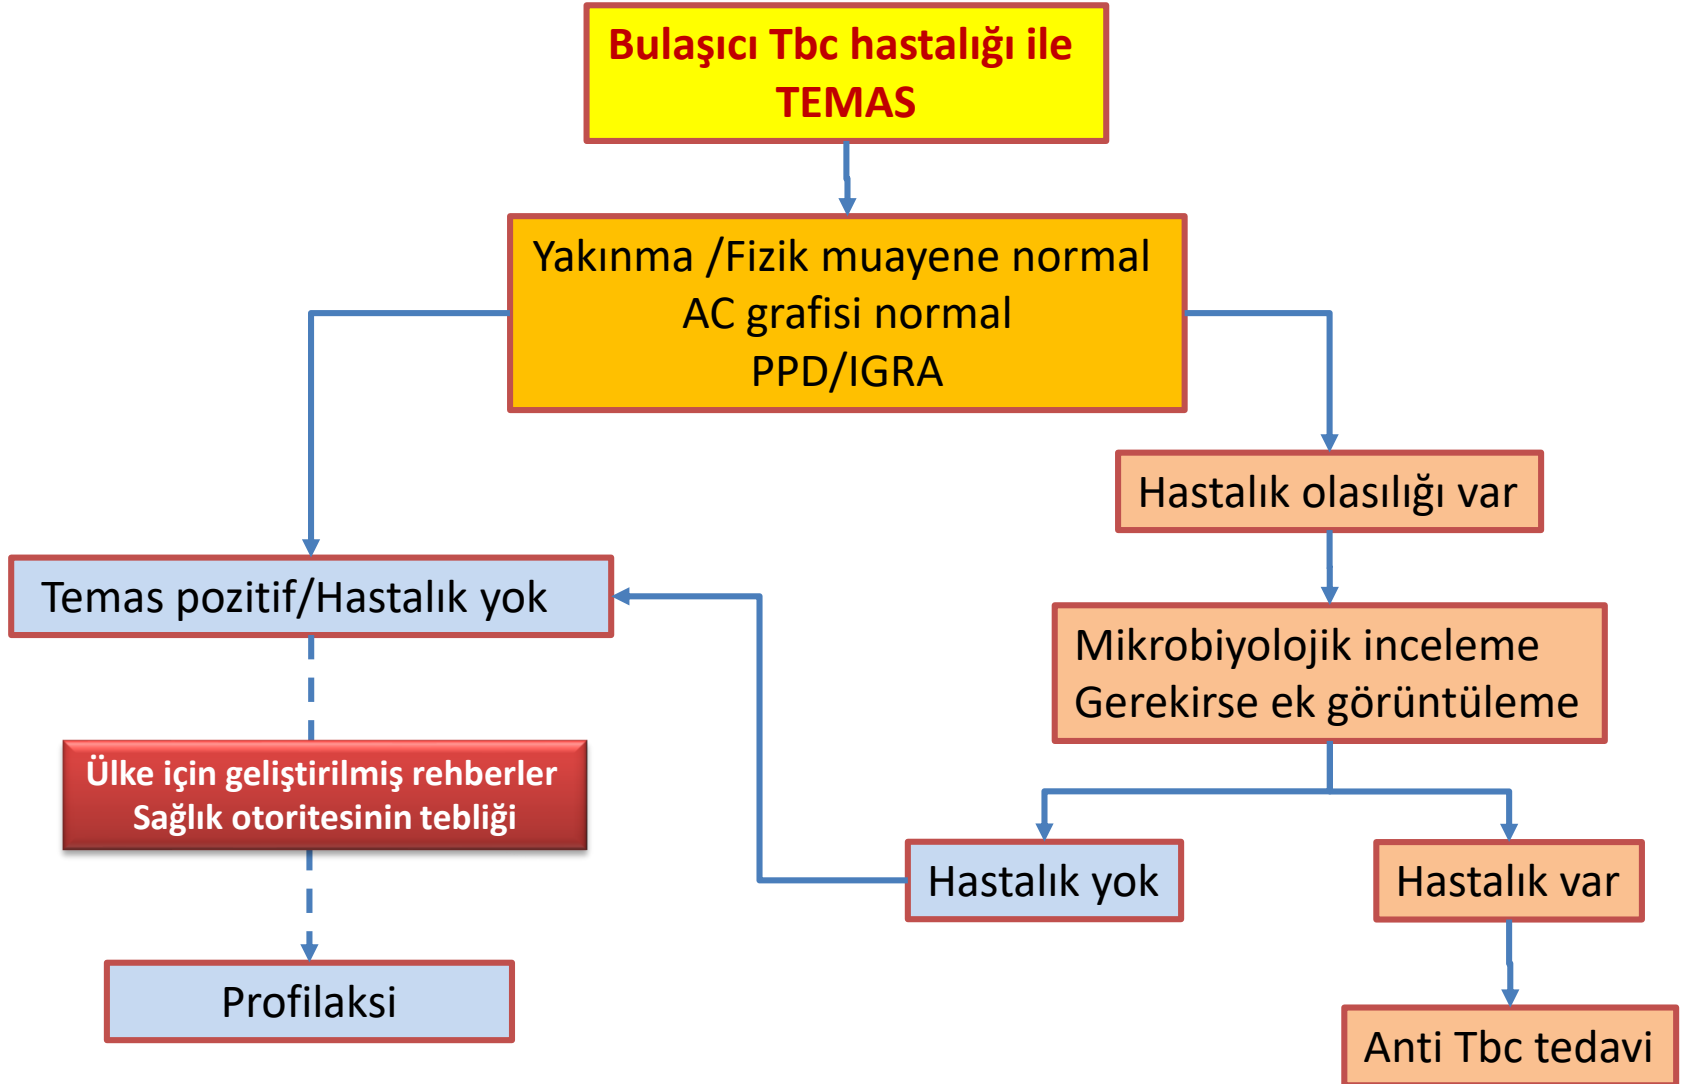 Bulaşıcı Tbc hastalığı ile
TEMAS
Yakınma /Fizik muayene normal
AC grafisi normal
PPD/IGRA
Hastalık olasılığı var
Temas pozitif/Hastalık yok
Mikrobiyolojik inceleme
Gerekirse ek görüntüleme
Ülke için geliştirilmiş rehberler
Sağlık otoritesinin tebliği
Hastalık yok
Hastalık var
Profilaksi
Anti Tbc tedavi